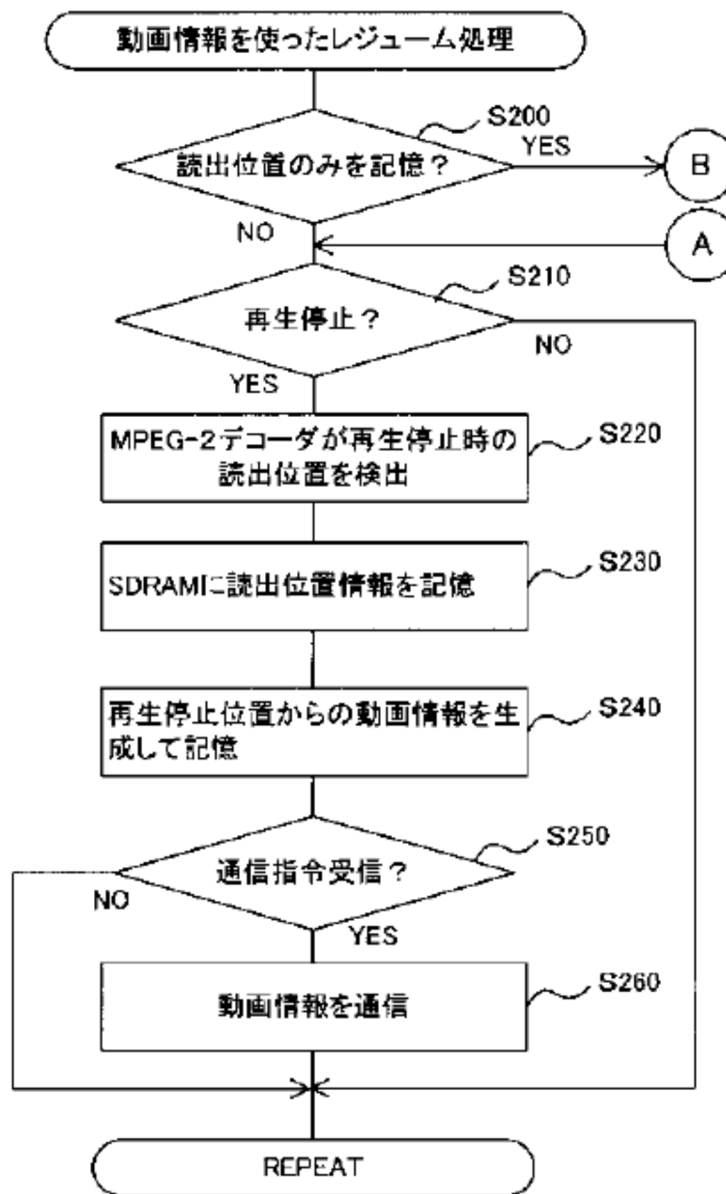 動画情報を使ったレジューム処理
S200
読出位置のみを記憶？
YES
B
NO
A
S210
再生停止？
NO
YES
MPEG-2デコーダが再生停止時の
読出位置を検出
S220
SDRAMに読出位置情報を記憶
S230
再生停止位置からの動画情報を生
成して記憶
S240
S250
通信指令受信？
NO
YES
動画情報を通信
S260
REPEAT